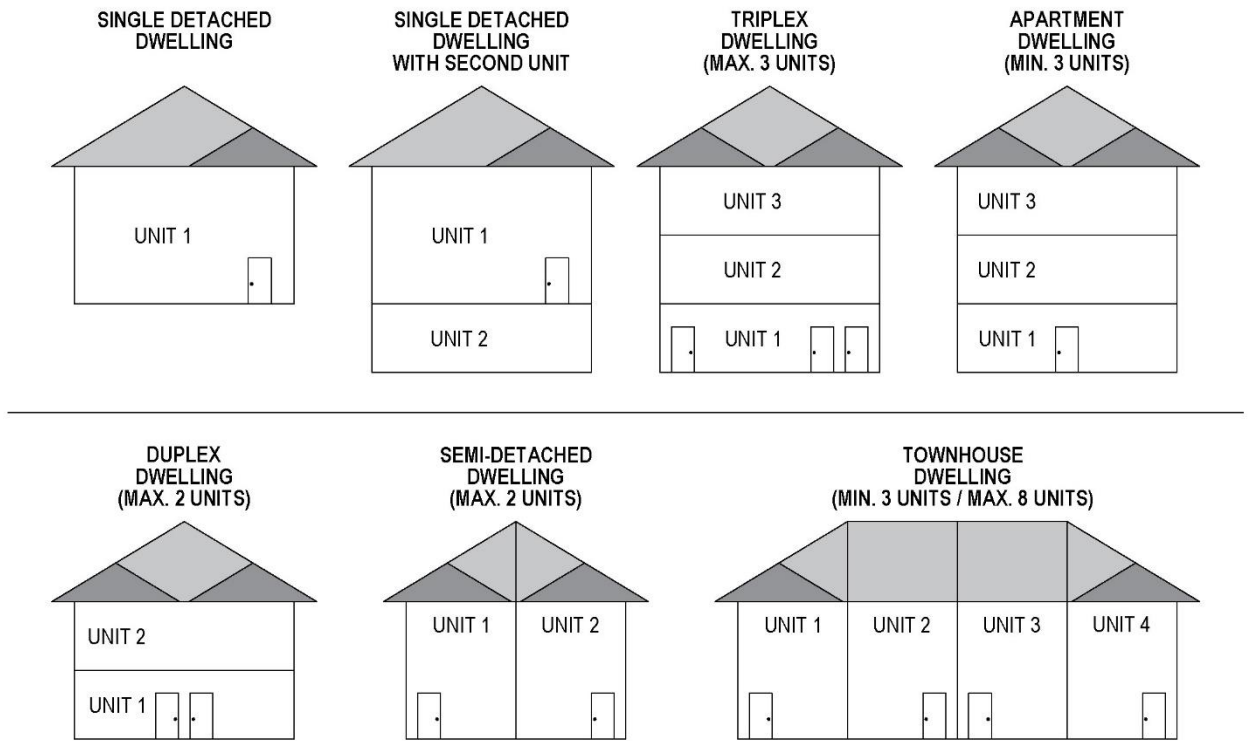 SINGLE DETACHED
DWELLING
SINGLE DETACHED
DWELLING
WITH SECOND UNIT
TRIPLEX
DWELLING
(MAX. 3 UNITS)
APARTMENT
DWELLING
(MIN. 3 UNITS)
UNIT 1
UNIT 1
UNIT 2
UNIT 3
UNIT 2
UNIT 1
UNIT 3
UNIT 2
UNIT 1
DUPLEX
DWELLING
(MAX. 2 UNITS)
SEMI-DETACHED
DWELLING
(MAX. 2 UNITS)
TOWNHOUSE
DWELLING
(MIN. 3 UNITS / MAX. 8 UNITS)
UNIT 2
UNIT 1
UNIT 1
UNIT 2
UNIT 1
UNIT 2
UNIT 3
UNIT 4